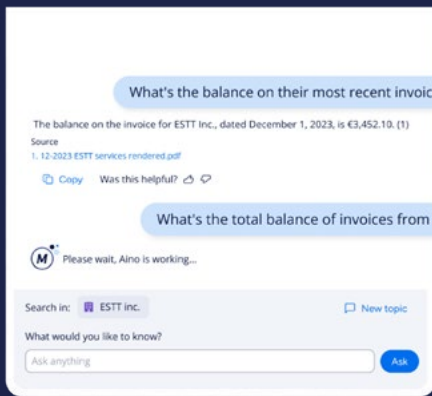 What's the balance on their most recent invoic
The balance on the invoice for ESTT Inc., dated December 1, 2023, is €3,452.10. (1)
Source
1. 12-2023 ESTT services rendered.pdf
Copy Was this helpful?
What's the total balance of invoices from
M Please wait, Aino is working...
Search in: ESTT inc. New topic
What would you like to know?
Ask anything Ask